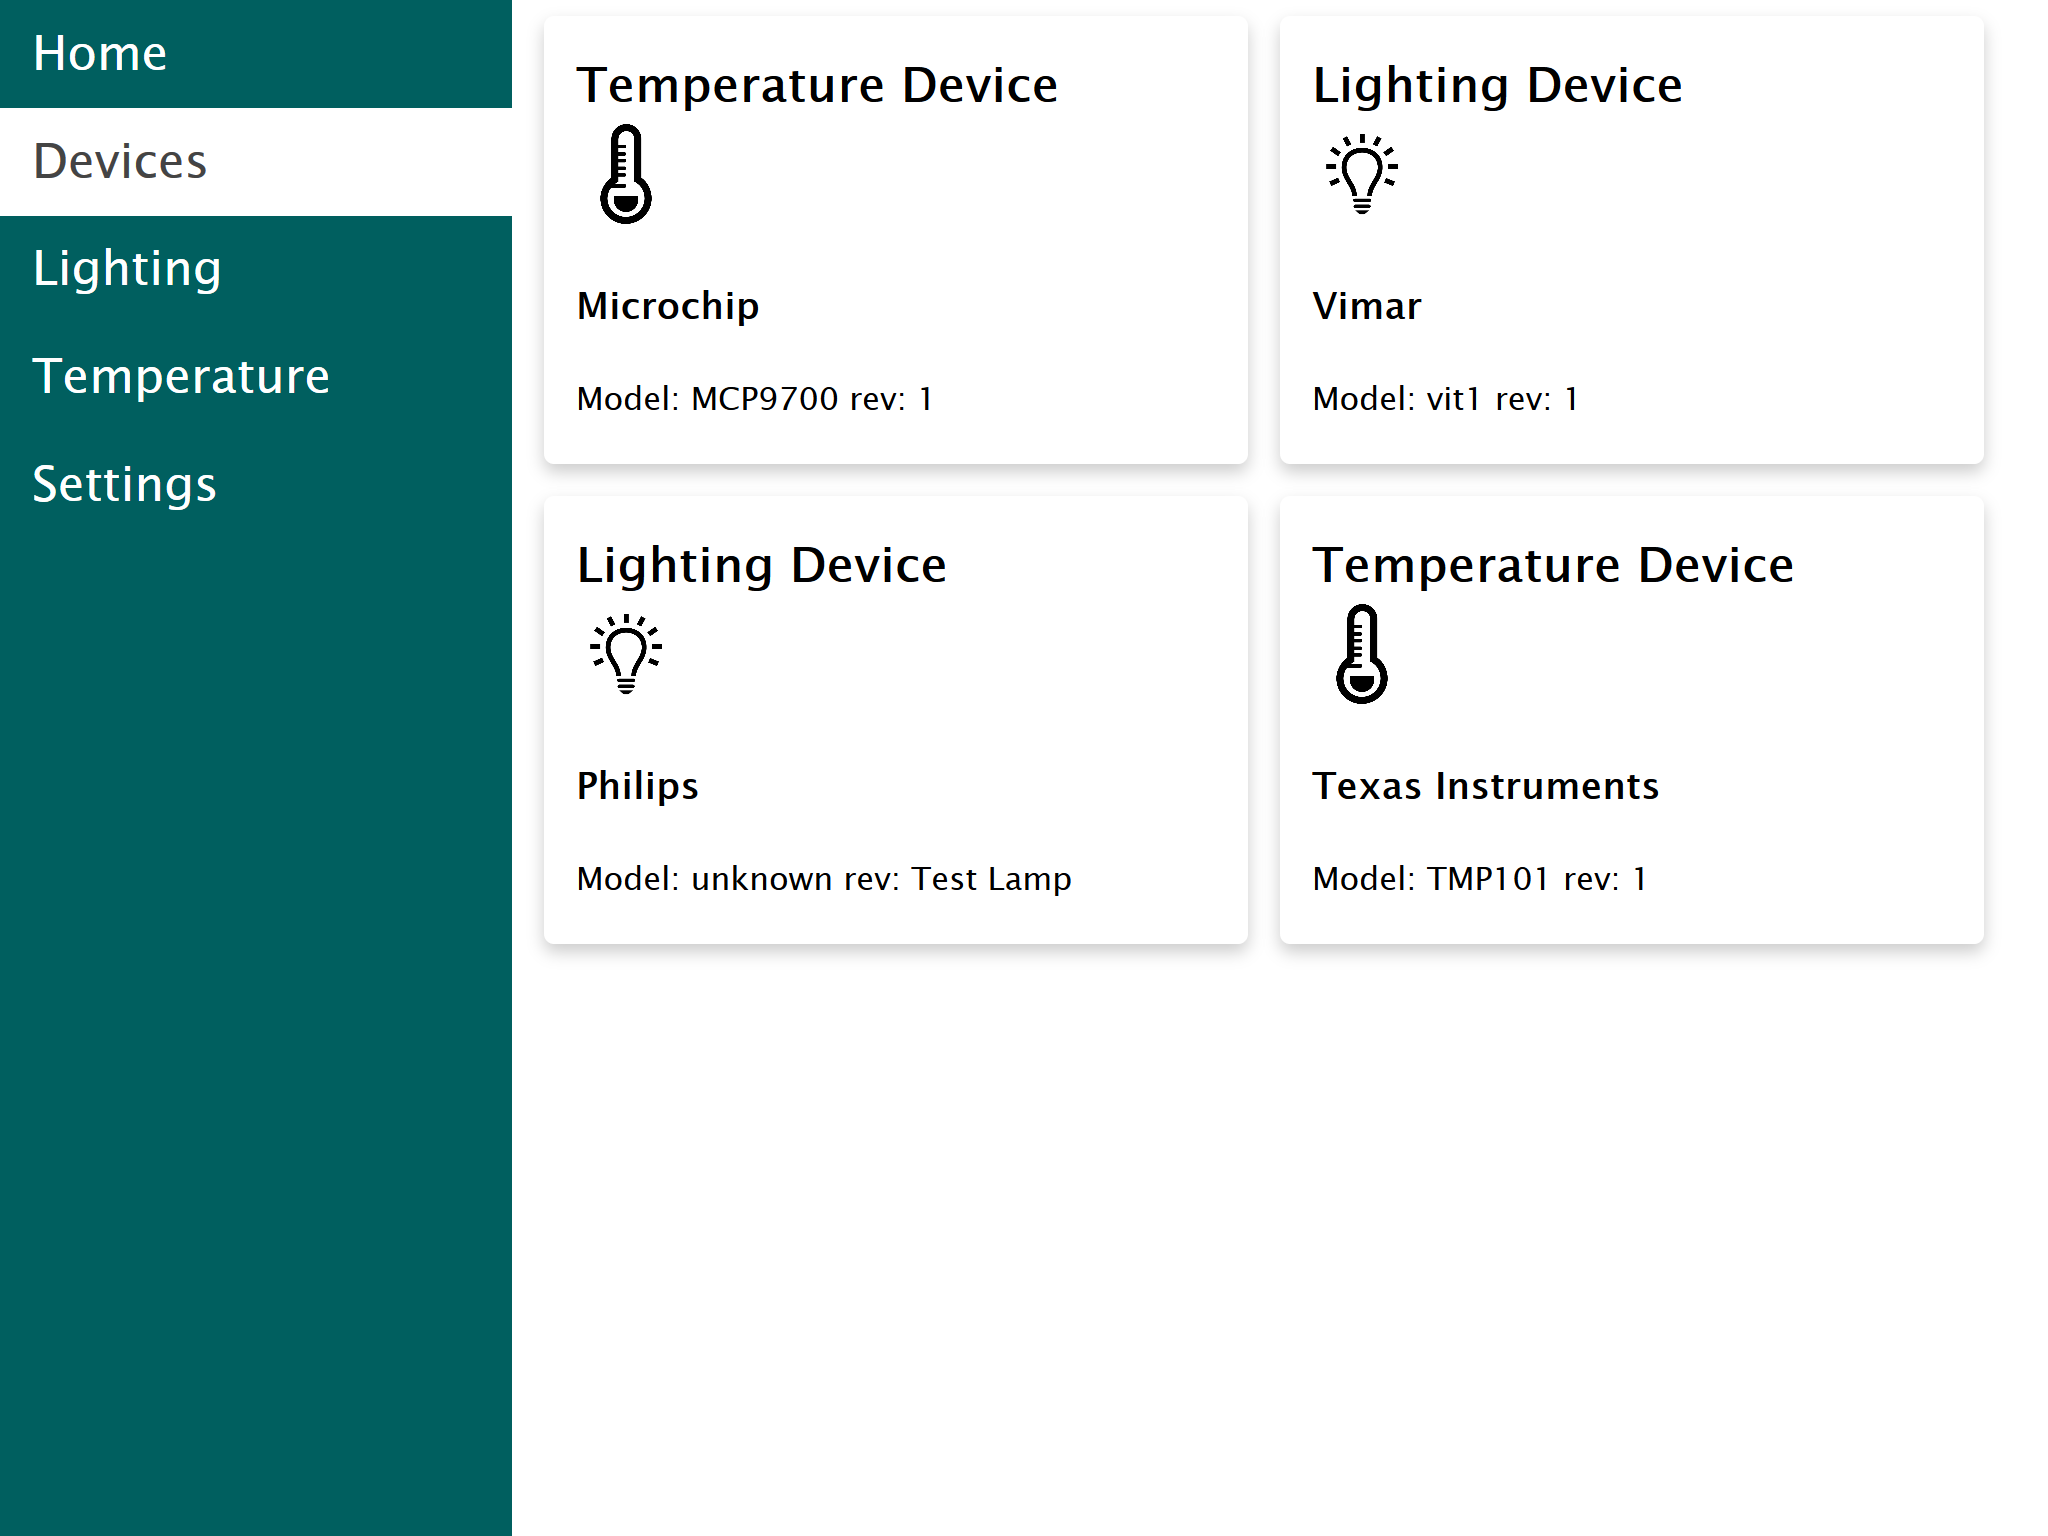 Home
Devices
Lighting
Temperature
Settings
Temperature Device
Microchip
Model: MCP9700 rev: 1
Lighting Device
Vimar
Model: vit1 rev: 1
Lighting Device
Philips
Model: unknown rev: Test Lamp
Temperature Device
Texas Instruments
Model: TMP101 rev: 1